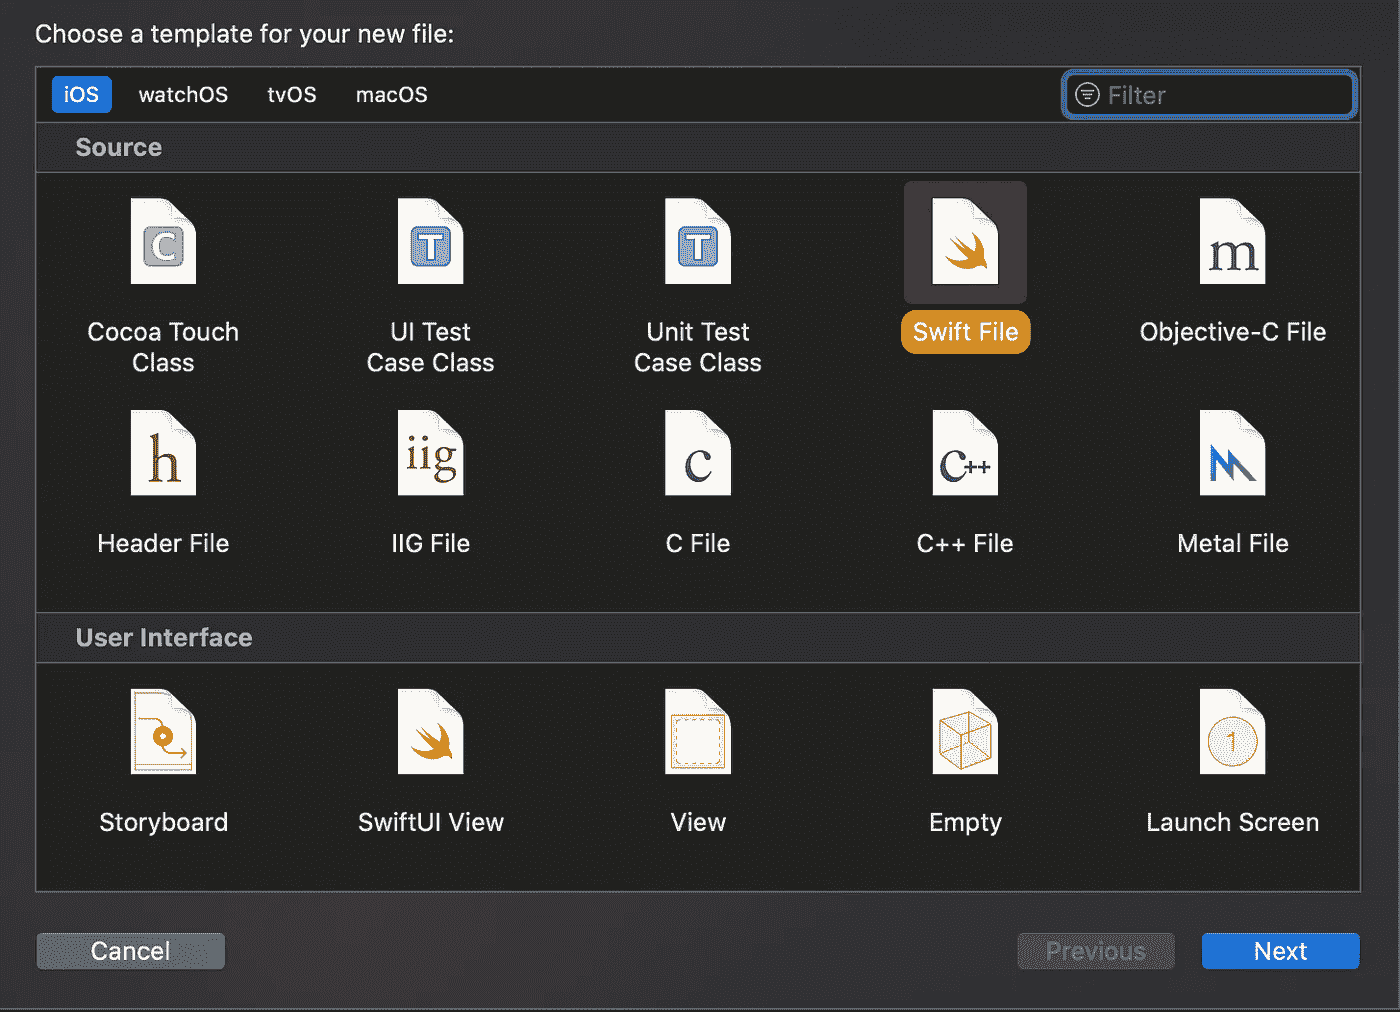 Choose a template for your new file:
iOS watchOS tvOS macOS Filter
Source
C T T m
Cocoa Touch Class
UI Test Case Class
Unit Test Case Class
Swift File
Objective-C File
h iig c C++
Header File IIG File C File C++ File Metal File
User Interface
1
Storyboard SwiftUI View View Empty Launch Screen
Cancel Previous Next